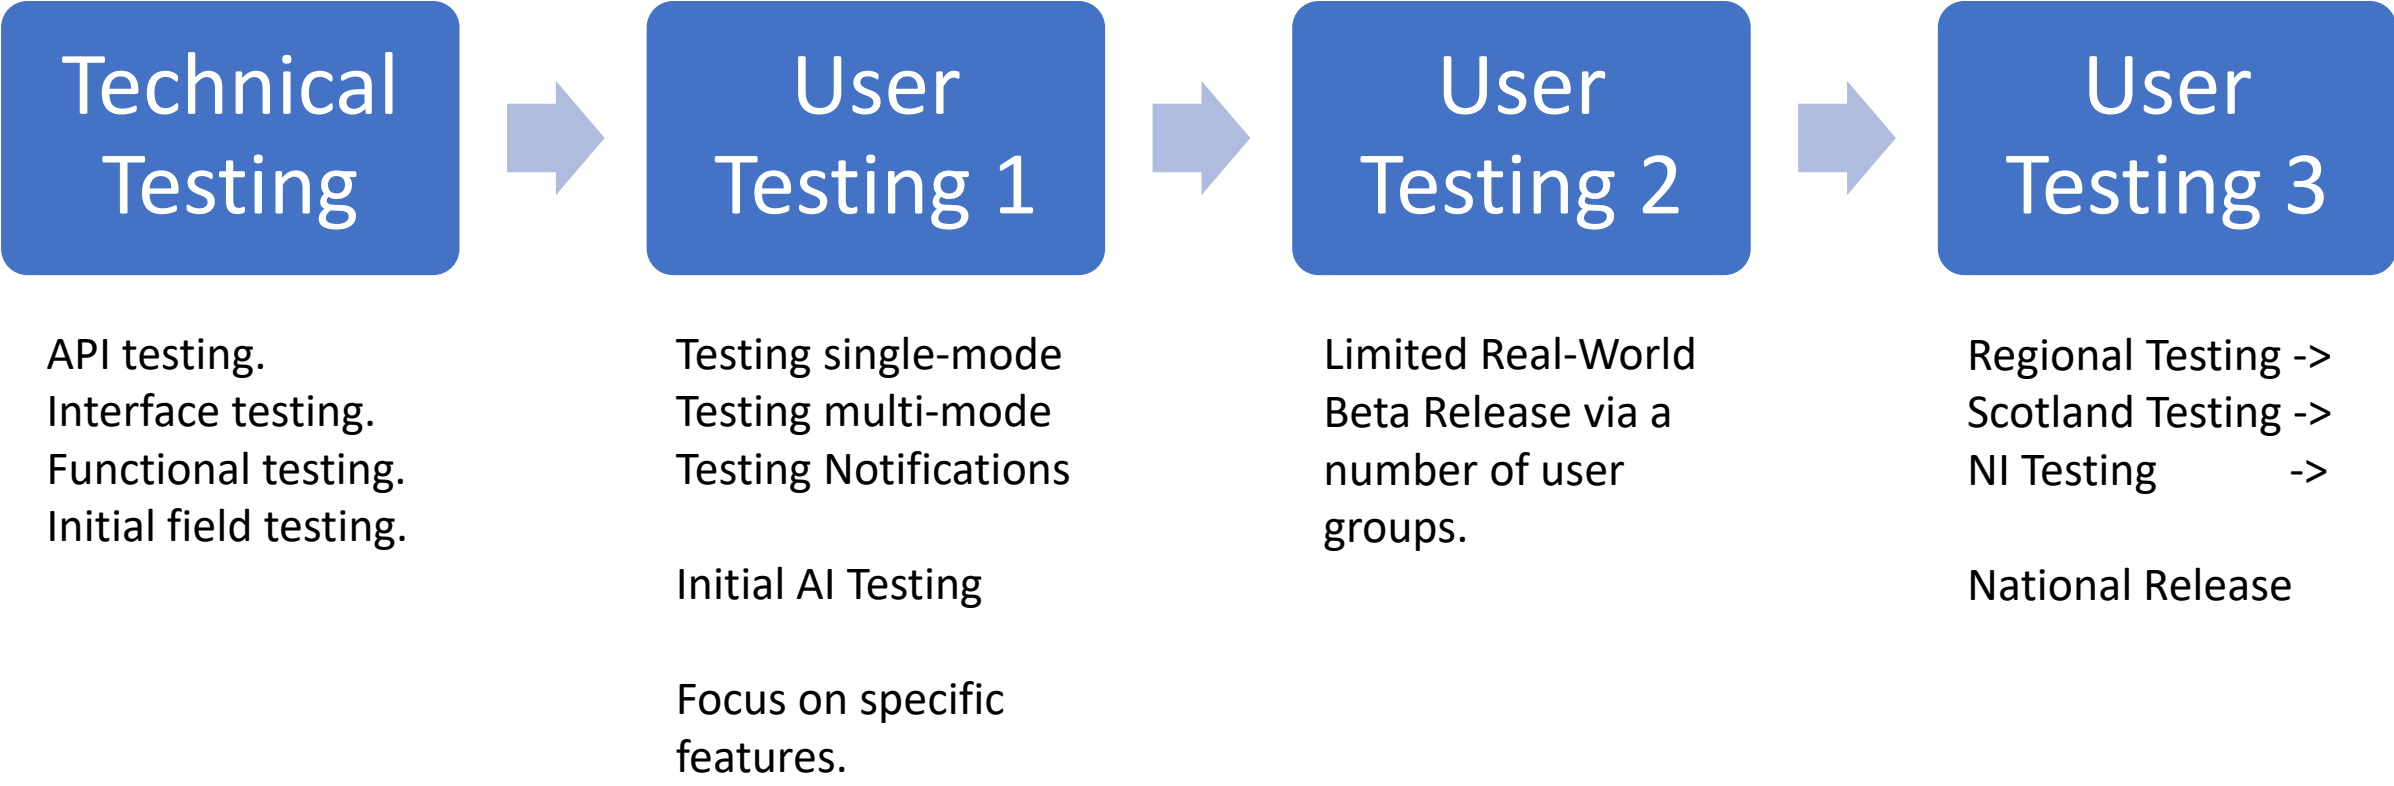 Technical
Testing
User
Testing 1
User
Testing 2
User
Testing 3
API testing.
Interface testing.
Functional testing.
Initial field testing.
Testing single-mode
Testing multi-mode
Testing Notifications
Initial AI Testing
Focus on specific
features.
Limited Real-World
Beta Release via a
number of user
groups.
Regional Testing ->
Scotland Testing ->
NI Testing ->
National Release